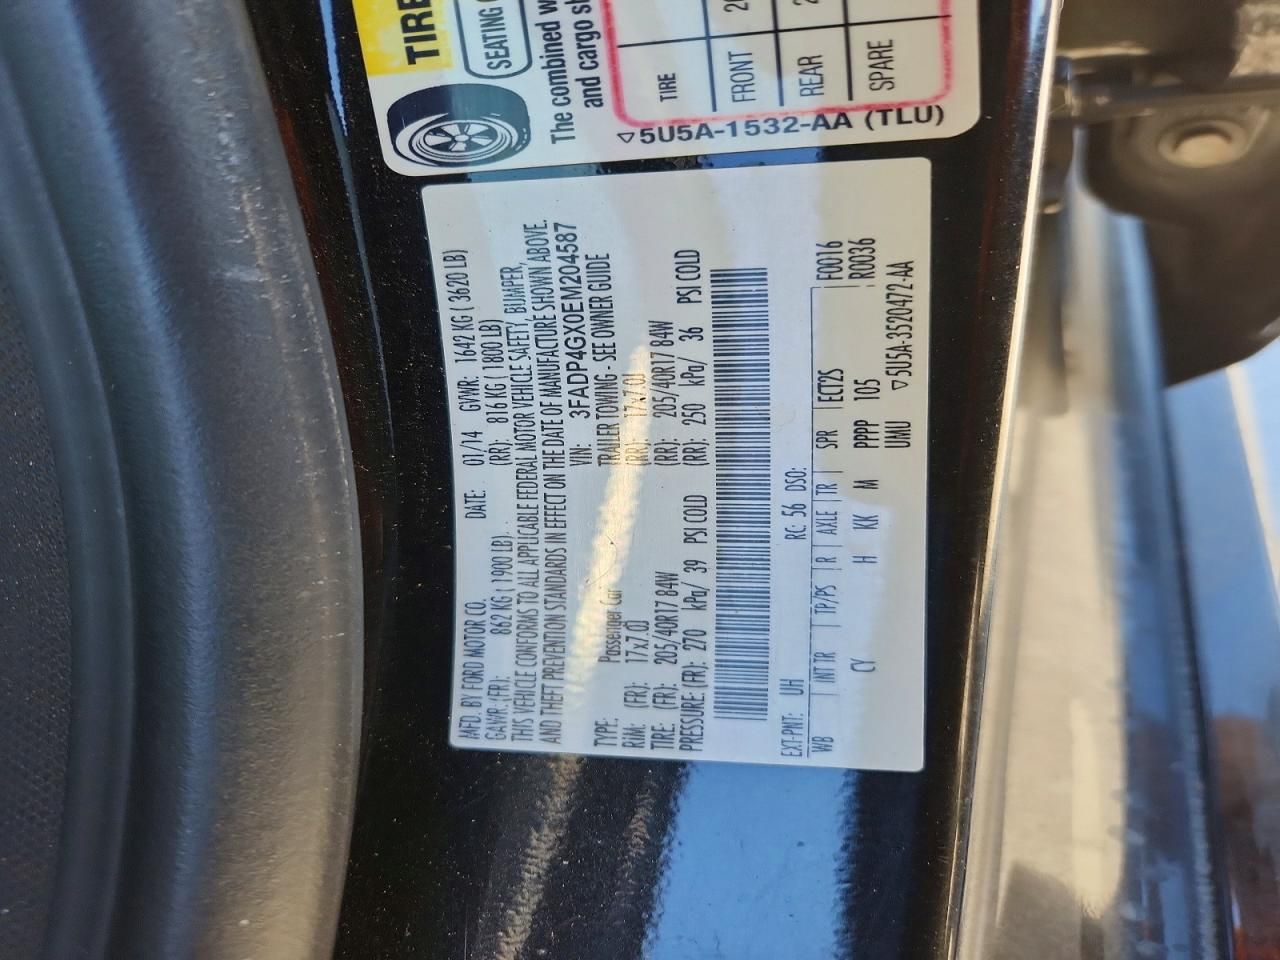 TIRE
SEATING
The combined
and cargo
TIRE
FRONT
REAR
SPARE
5U5A-1532-AA (TLU)
MFD. BY FORD MOTOR CO. DATE: 01/14 GVWR: 1642 KG ( 3620 LB)
GAWR:(FR): 862 KG ( 1900 LB). (RR): 816 KG ( 1800 LB)
THIS VEHICLE CONFORMS TO ALL APPLICABLE FEDERAL MOTOR VEHICLE SAFETY, BUMPER,
AND THEFT PREVENTION STANDARDS IN EFFECT ON THE DATE OF MANUFACTURE SHOWN ABOVE.
VIN: 3FADP4GX0EM204587
TYPE: Passenger Car TRAILER TOWING - SEE OWNER GUIDE
RIM: (FR): 17x7.0J (RR): 17x7.0J
TIRE: (FR): 205/40R17 84W (RR): 205/40R17 84W
PRESSURE: (FR): 270 kPa/ 39 PSI COLD (RR): 250 kPa/ 36 PSI COLD
EXT-PNT: UH RC: 56 DSO: F0016
WB INT TR TP/PS R AXLE TR SPR ECT2S R0036
CY H KK M PPPP 105
UMU 5U5A-3520472-AA